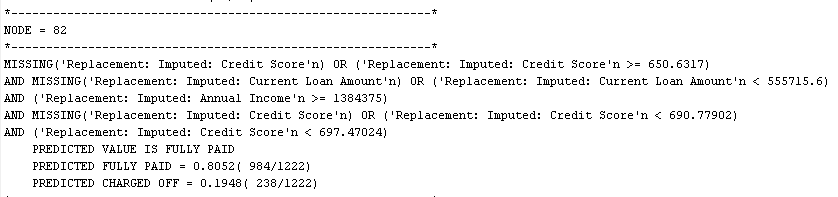 *------------------------------------------------------------*
NODE = 82
*------------------------------------------------------------*
MISSING('Replacement: Imputed: Credit Score'n) OR ('Replacement: Imputed: Credit Score'n >= 650.6317)
AND MISSING('Replacement: Imputed: Current Loan Amount'n) OR ('Replacement: Imputed: Current Loan Amount'n < 555715.6)
AND ('Replacement: Imputed: Annual Income'n >= 1384375)
AND MISSING('Replacement: Imputed: Credit Score'n) OR ('Replacement: Imputed: Credit Score'n < 690.77902)
AND ('Replacement: Imputed: Credit Score'n < 697.47024)
PREDICTED VALUE IS FULLY PAID
PREDICTED FULLY PAID = 0.8052( 984/1222)
PREDICTED CHARGED OFF = 0.1948( 238/1222)